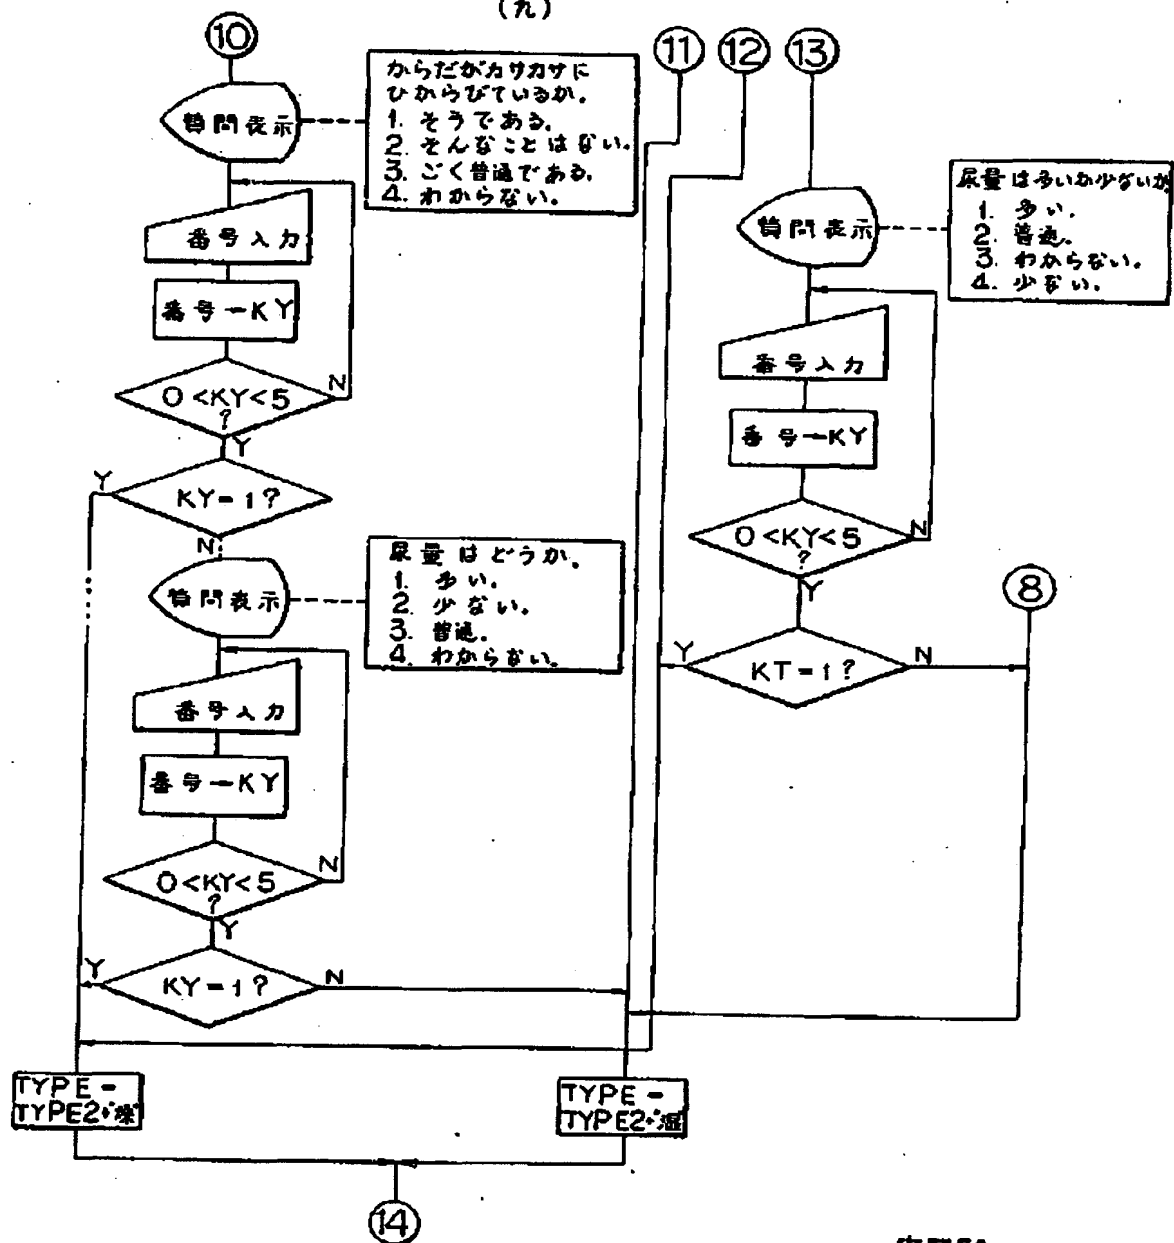 (九)
10
質問表示
からだがカサカサに
ひからびているか。
1. そうである。
2. そんなことはない。
3. ごく普通である。
4. わからない。
番号入力
番号→KY
0<KY<5
?
N
Y
KY=1?
Y
N
質問表示
尿量はどうか。
1. 多い。
2. 少ない。
3. 普通。
4. わからない。
番号入力
番号→KY
0<KY<5
?
N
Y
KY=1?
Y
N
TYPE=
TYPE2+"燥
11
12
13
質問表示
尿量は多いか少ないか
1. 多い。
2. 普通。
3. わからない。
4. 少ない。
番号入力
番号→KY
0<KY<5
?
N
Y
KT=1?
Y
N
8
TYPE=
TYPE2+"湿
14